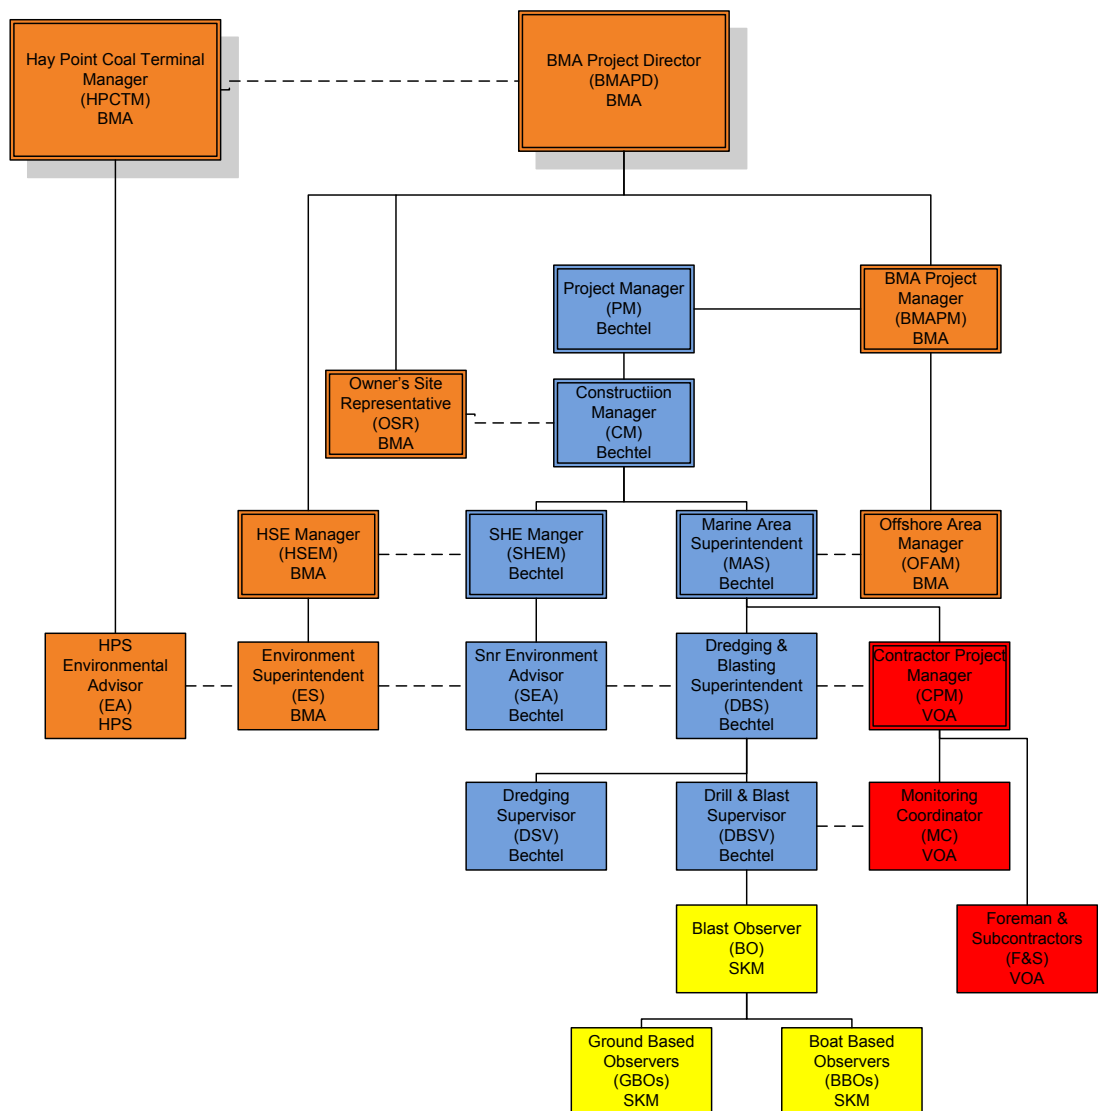 Hay Point Coal Terminal
Manager
(HPCTM)
BMA
BMA Project Director
(BMAPD)
BMA
Project Manager
(PM)
Bechtel
BMA Project
Manager
(BMAPM)
BMA
Owner's Site
Representative
(OSR)
BMA
Constructiion
Manager
(CM)
Bechtel
HSE Manager
(HSEM)
BMA
SHE Manger
(SHEM)
Bechtel
Marine Area
Superintendent
(MAS)
Bechtel
Offshore Area
Manager
(OFAM)
BMA
HPS
Environmental
Advisor
(EA)
HPS
Environment
Superintendent
(ES)
BMA
Snr Environment
Advisor
(SEA)
Bechtel
Dredging &
Blasting
Superintendent
(DBS)
Bechtel
Contractor Project
Manager
(CPM)
VOA
Dredging
Supervisor
(DSV)
Bechtel
Drill & Blast
Supervisor
(DBSV)
Bechtel
Monitoring
Coordinator
(MC)
VOA
Blast Observer
(BO)
SKM
Foreman &
Subcontractors
(F&S)
VOA
Ground Based
Observers
(GBOs)
SKM
Boat Based
Observers
(BBOs)
SKM